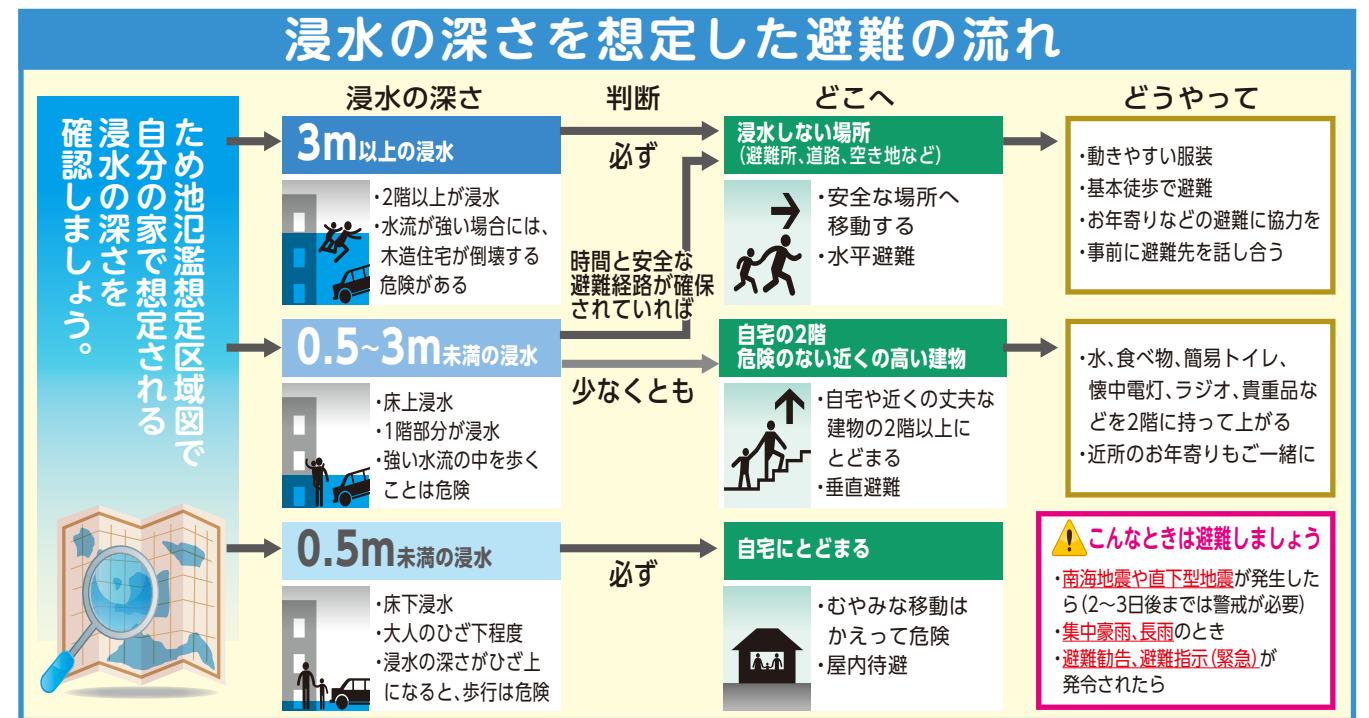 浸水の深さを想定した避難の流れ
ため池氾濫想定区域図で
自分の家で想定される
浸水の深さを
確認しましょう。
浸水の深さ
判断
どこへ
どうやって
3m以上の浸水
・2階以上が浸水
・水流が強い場合には、
木造住宅が倒壊する
危険がある
必ず
浸水しない場所
(避難所、道路、空き地など)
・安全な場所へ
移動する
・水平避難
・動きやすい服装
・基本徒歩で避難
・お年寄りなどの避難に協力を
・事前に避難先を話し合う
時間と安全な
避難経路が確保
されていれば
0.5~3m未満の浸水
・床上浸水
・1階部分が浸水
・強い水流の中を歩く
ことは危険
少なくとも
自宅の2階
危険のない近くの高い建物
・自宅や近くの丈夫な
建物の2階以上に
とどまる
・垂直避難
・水、食べ物、簡易トイレ、
懐中電灯、ラジオ、貴重品な
どを2階に持って上がる
・近所のお年寄りもご一緒に
0.5m未満の浸水
・床下浸水
・大人のひざ下程度
・浸水の深さがひざ上
になると、歩行は危険
必ず
自宅にとどまる
・むやみな移動は
かえって危険
・屋内待避
こんなときは避難しましょう
・南海地震や直下型地震が発生した
ら(2〜3日後までは警戒が必要)
・集中豪雨、長雨のとき
・避難勧告、避難指示(緊急)が
発令されたら